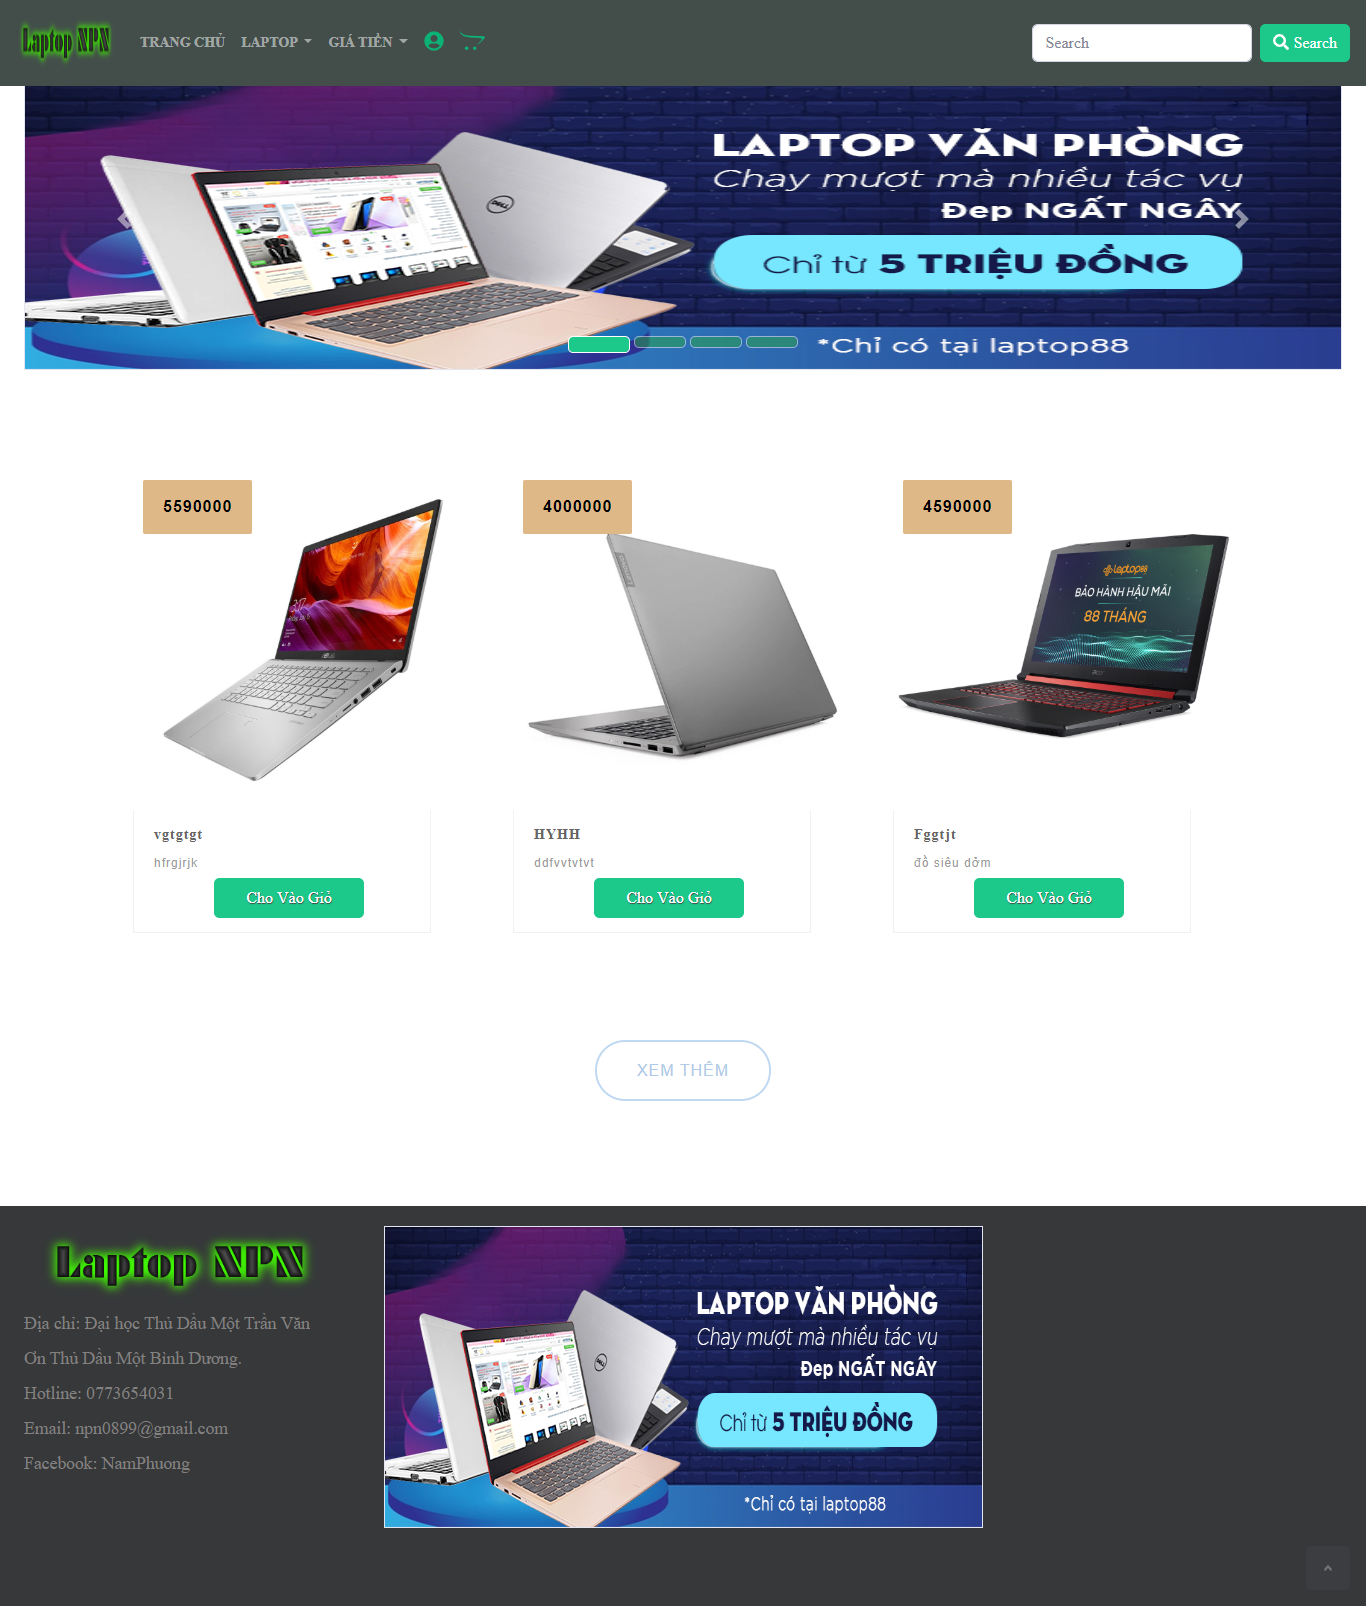 Laptop NPN
TRANG CHỦ LAPTOP GIÁ TIỀN
Search
Search
LAPTOP VĂN PHÒNG
Chạy mượt mà nhiều tác vụ
Đẹp NGẤT NGÂY
Chỉ từ 5 TRIỆU ĐỒNG
*Chỉ có tại laptop88
DELL
5590000
4000000
4590000
laptop88
BẢO HÀNH HẬU MÃI
88 THÁNG
acer
vgtgtgt
hfrgjrjk
Cho Vào Giỏ
HYHH
ddfvvtvtvt
Cho Vào Giỏ
Fggtjt
đồ siêu dởm
Cho Vào Giỏ
XEM THÊM
Laptop NPN
Địa chỉ: Đại học Thủ Dầu Một Trần Văn
Ơn Thủ Dầu Một Bình Dương.
Hotline: 0773654031
Email: npn0899@gmail.com
Facebook: NamPhuong
LAPTOP VĂN PHÒNG
Chạy mượt mà nhiều tác vụ
Đẹp NGẤT NGÂY
Chỉ từ 5 TRIỆU ĐỒNG
*Chỉ có tại laptop88
DELL